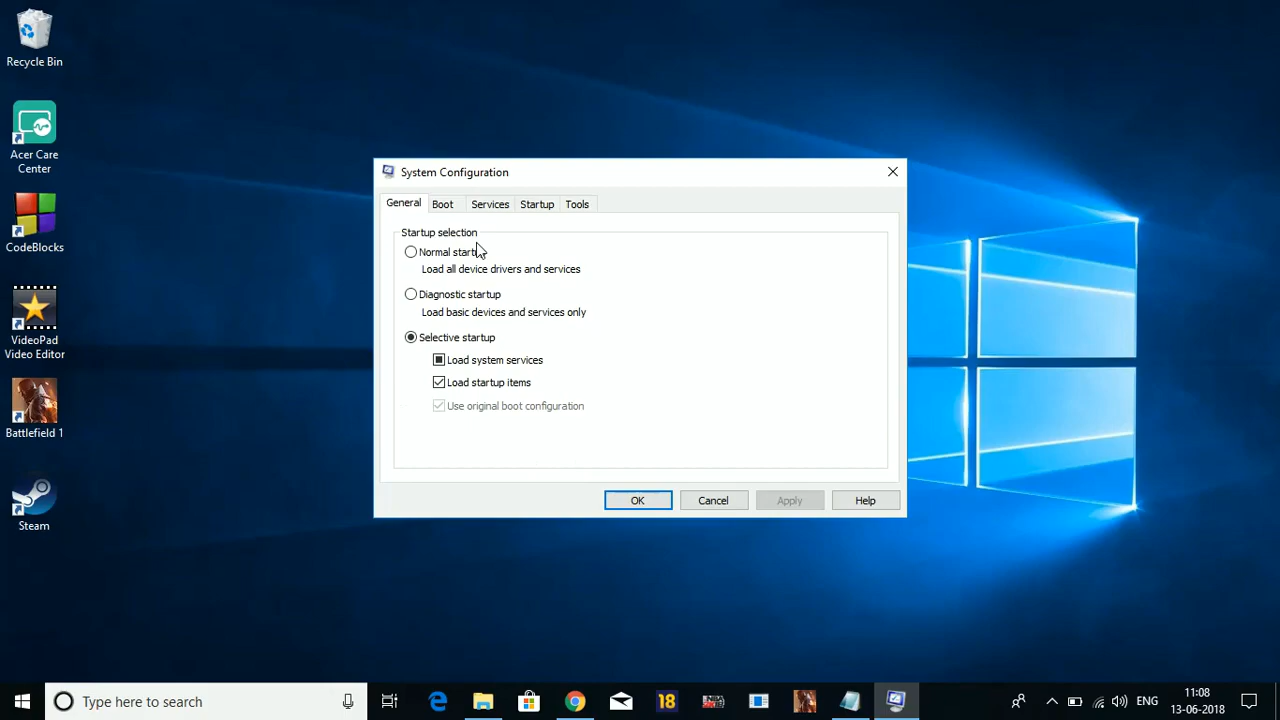 Recycle Bin
Acer Care
Center
CodeBlocks
VideoPad
Video Editor
Battlefield 1
Steam
System Configuration
General Boot Services Startup Tools
Startup selection
Normal startup
Load all device drivers and services
Diagnostic startup
Load basic devices and services only
Selective startup
Load system services
Load startup items
Use original boot configuration
OK Cancel Apply Help
Type here to search
18
ENG
11:08
13-06-2018